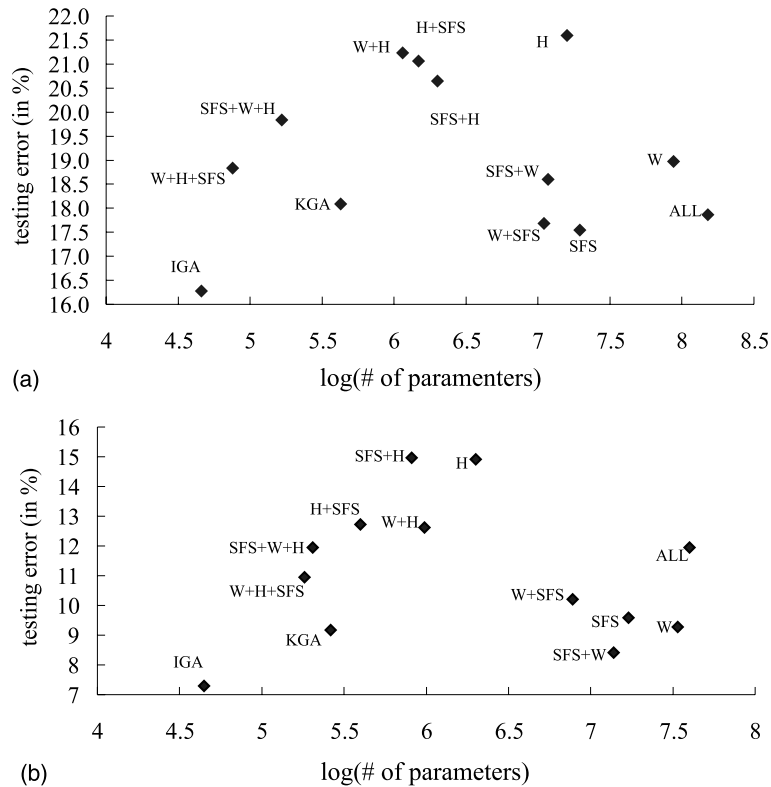 22.0
21.5
21.0
20.5
20.0
19.5
19.0
18.5
18.0
17.5
17.0
16.5
16.0
testing error (in %)
H+SFS
W+H
H
SFS+H
SFS+W+H
W+H+SFS
SFS+W
W
KGA
ALL
W+SFS
SFS
IGA
4 4.5 5 5.5 6 6.5 7 7.5 8 8.5
(a) log(# of paramenters)
16
15
14
13
12
11
10
9
8
7
testing error (in %)
SFS+H
H
H+SFS
W+H
SFS+W+H
ALL
W+H+SFS
W+SFS
SFS
W
KGA
SFS+W
IGA
4 4.5 5 5.5 6 6.5 7 7.5 8
(b) log(# of parameters)